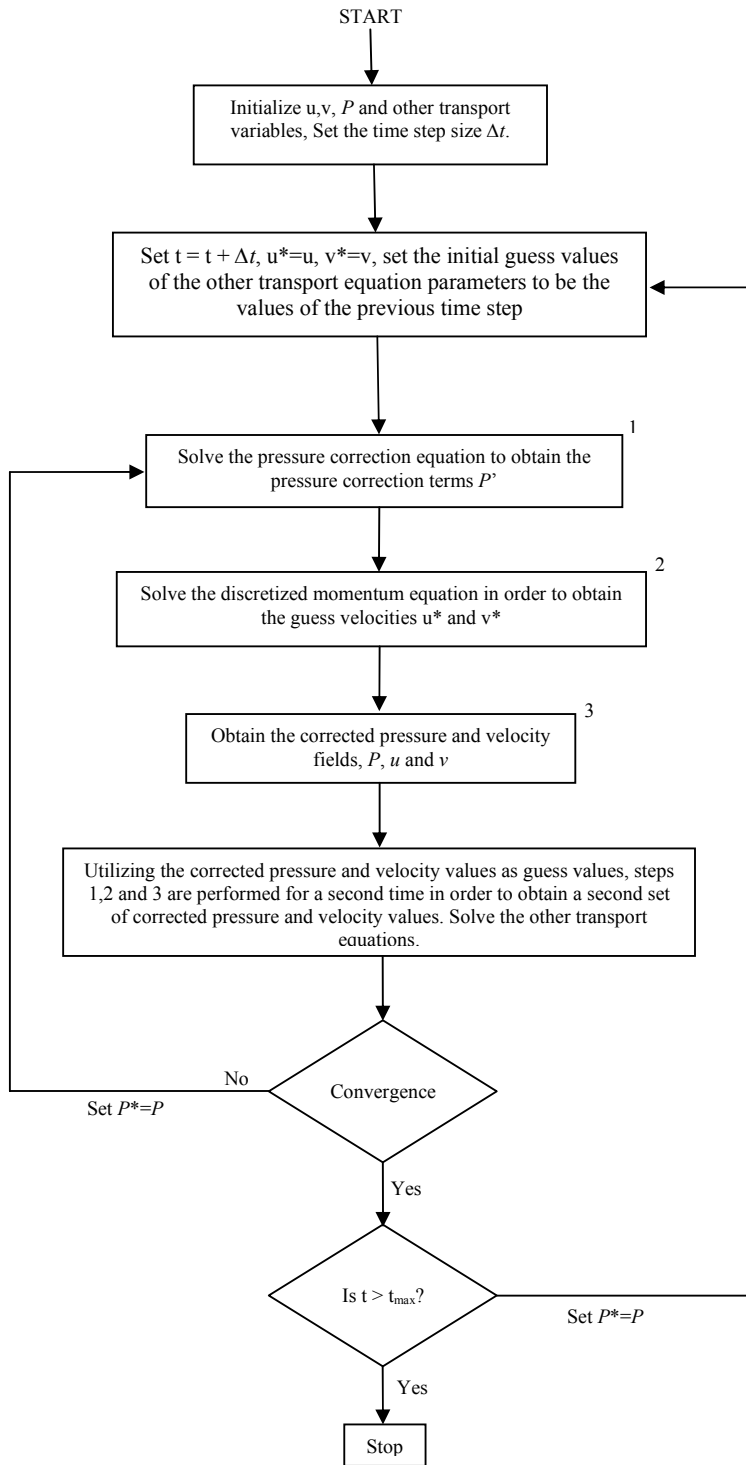 START
Initialize u,v, P and other transport
variables, Set the time step size Δt.
Set t = t + Δt, u*=u, v*=v, set the initial guess values
of the other transport equation parameters to be the
values of the previous time step
1
Solve the pressure correction equation to obtain the
pressure correction terms P’
2
Solve the discretized momentum equation in order to obtain
the guess velocities u* and v*
3
Obtain the corrected pressure and velocity
fields, P, u and v
Utilizing the corrected pressure and velocity values as guess values, steps
1,2 and 3 are performed for a second time in order to obtain a second set
of corrected pressure and velocity values. Solve the other transport
equations.
No
Convergence
Set P*=P
Yes
Is t > tmax?
Set P*=P
Yes
Stop